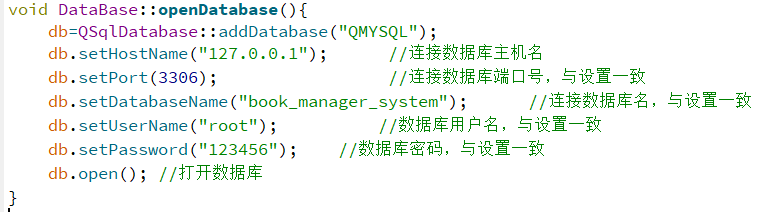 void DataBase::openDatabase(){
    db=QSqlDatabase::addDatabase("QMYSQL");
    db.setHostName("127.0.0.1");      //连接数据库主机名
    db.setPort(3306);                 //连接数据库端口号，与设置一致
    db.setDatabaseName("book_manager_system");      //连接数据库名，与设置一致
    db.setUserName("root");          //数据库用户名，与设置一致
    db.setPassword("123456");    //数据库密码，与设置一致
    db.open(); //打开数据库
}